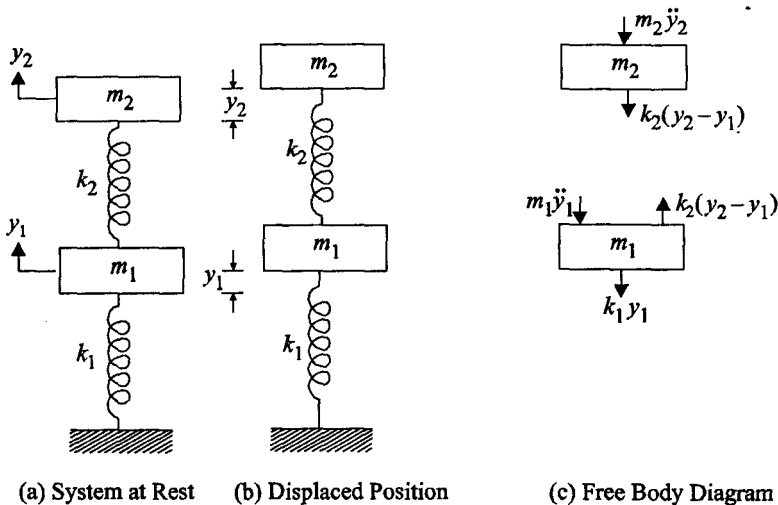 y₂
m₂
k₂
y₁
m₁
k₁
(a) System at Rest
m₂
y₂
k₂
m₁
y₁
k₁
(b) Displaced Position
m₂ÿ₂
m₂
k₂(y₂ − y₁)
m₁ÿ₁
k₂(y₂ − y₁)
m₁
k₁y₁
(c) Free Body Diagram